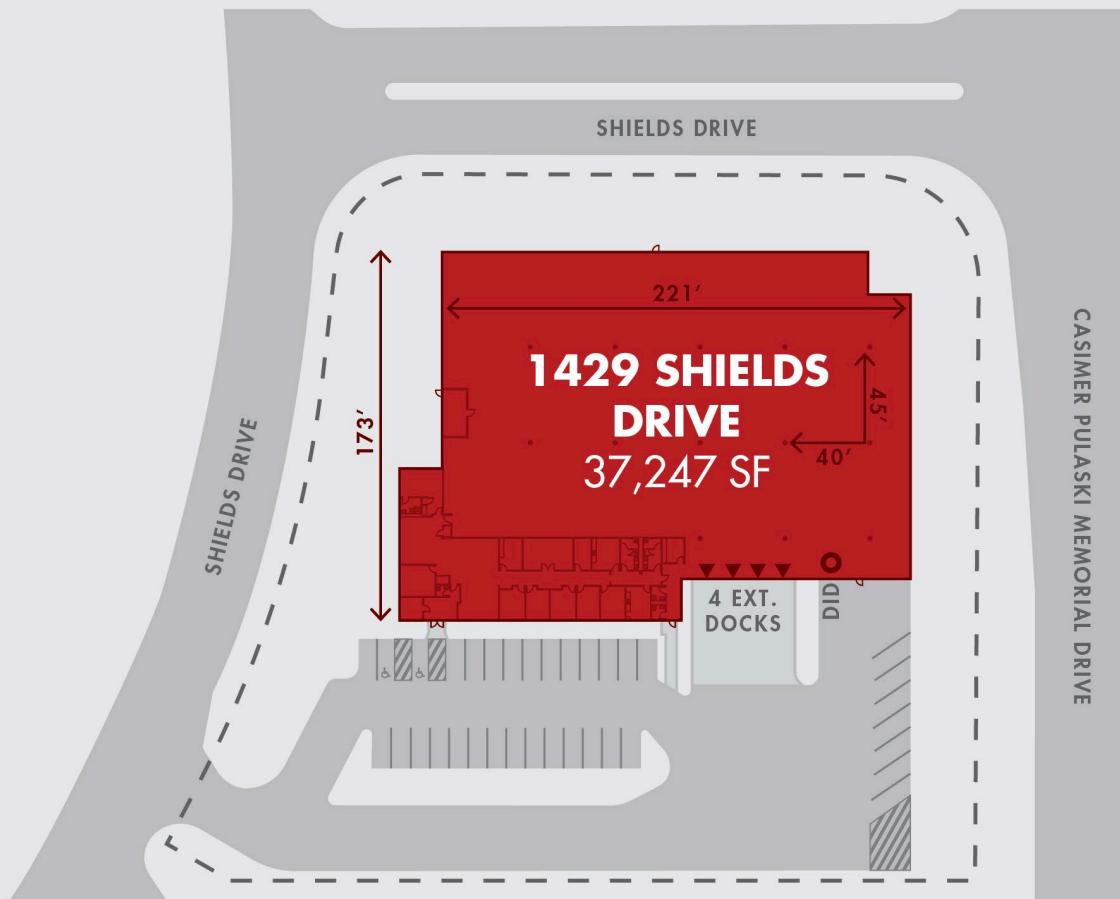 SHIELDS DRIVE
221′
1429 SHIELDS
DRIVE
37,247 SF
173′
45′
40′
SHIELDS DRIVE
CASIMER PULASKI MEMORIAL DRIVE
4 EXT.
DOCKS
DID